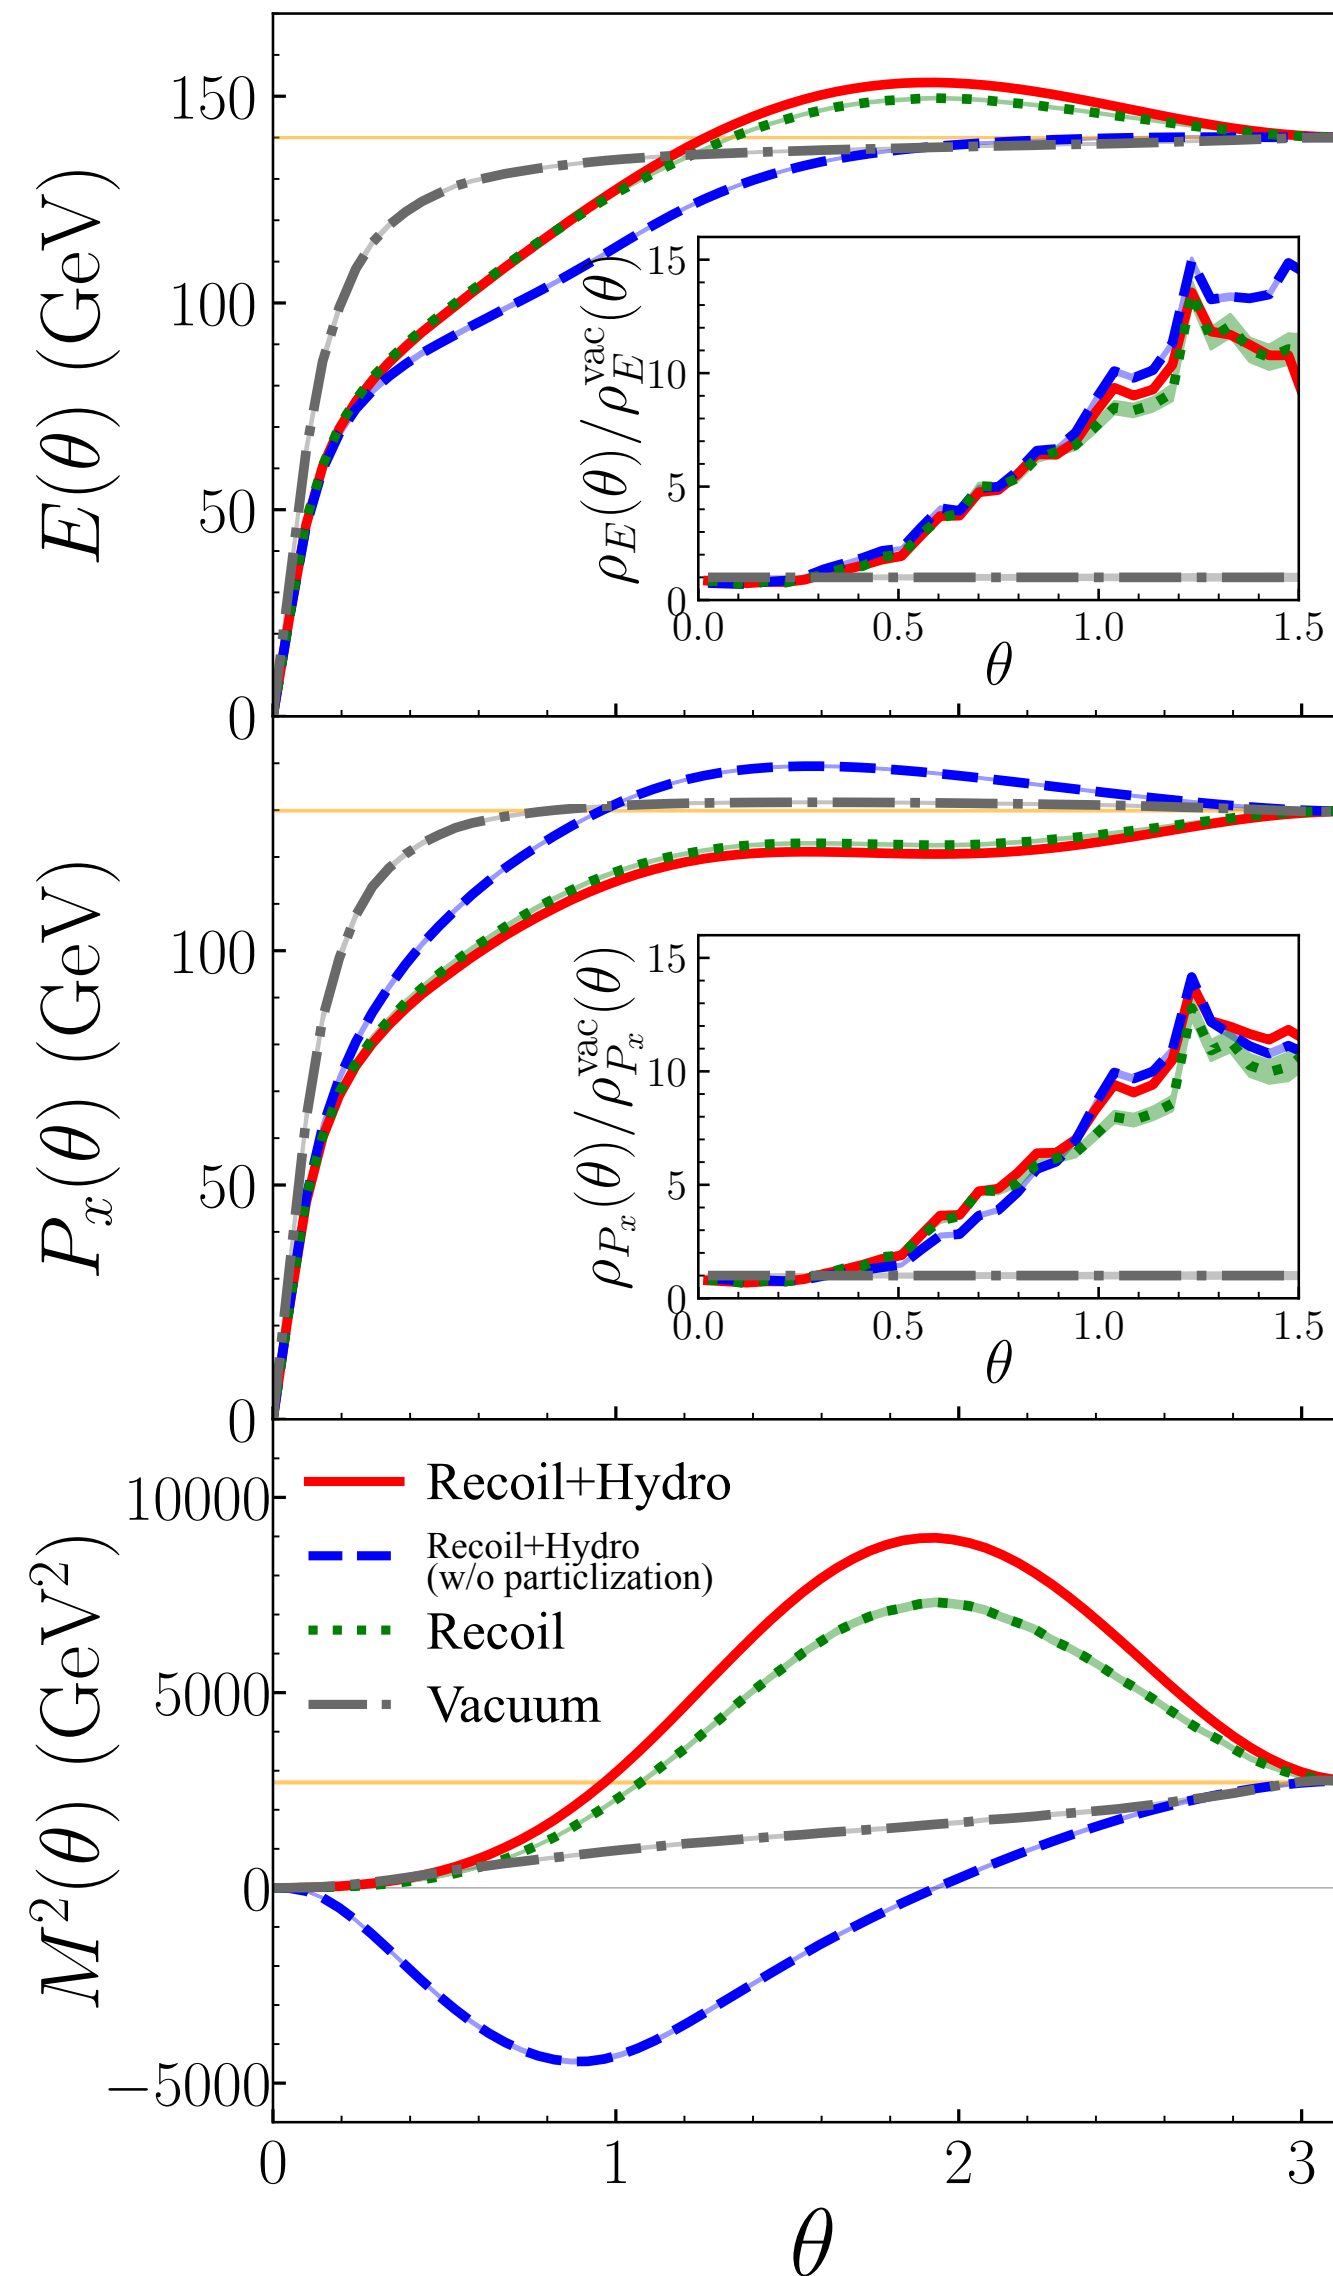 150
100
50
0
E(θ) (GeV)
15
10
5
0
ρ_E(θ)/ρ_E^vac(θ)
0.0 0.5 1.0 1.5
θ
100
50
0
P_x(θ) (GeV)
15
10
5
0
ρ_{P_x}(θ)/ρ_{P_x}^vac(θ)
0.0 0.5 1.0 1.5
θ
10000
5000
0
−5000
M²(θ) (GeV²)
Recoil+Hydro
Recoil+Hydro
(w/o particlization)
Recoil
Vacuum
0 1 2 3
θ